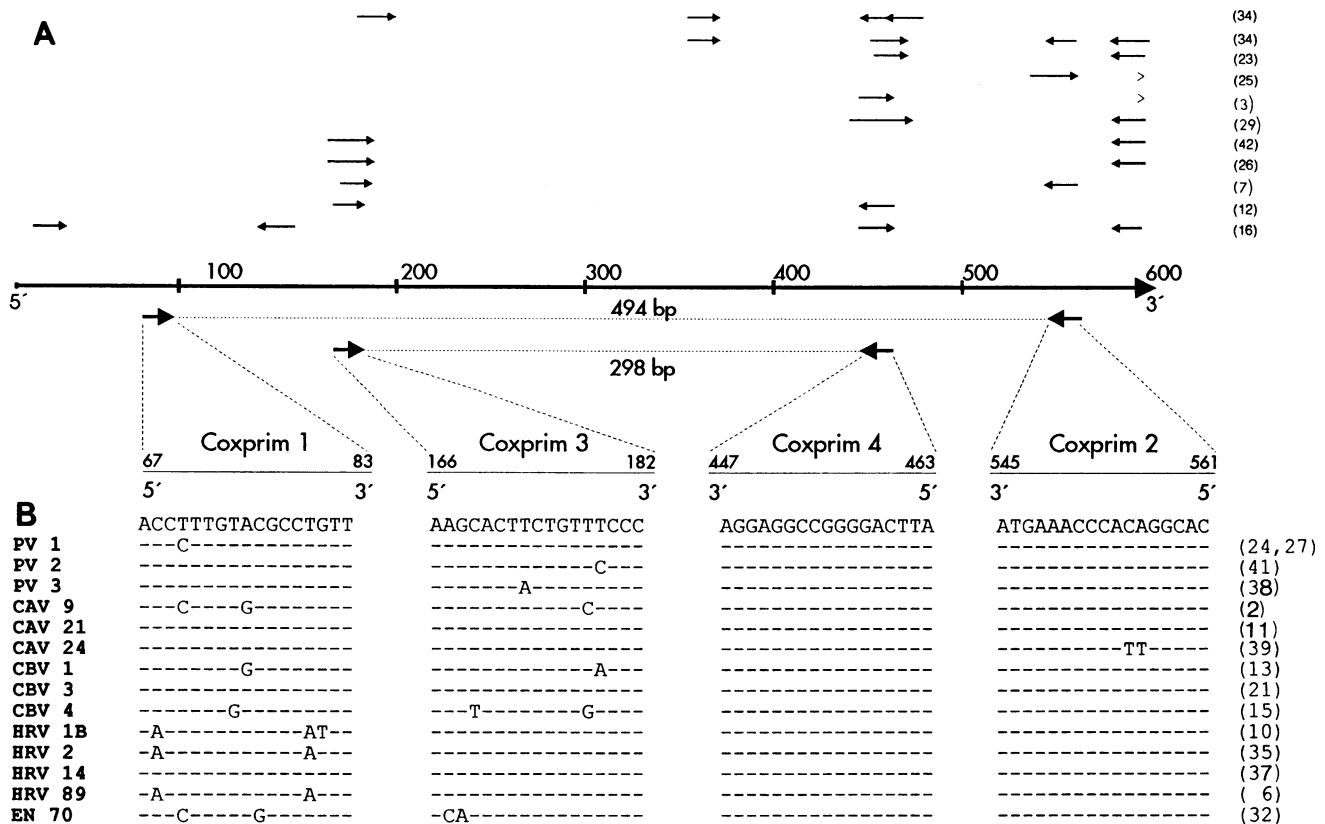 A
(34)
(34)
(23)
(25)
(3)
(29)
(42)
(26)
(7)
(12)
(16)
100 200 300 400 500 600
5´ 3´
494 bp
298 bp
Coxprim 1 Coxprim 3 Coxprim 4 Coxprim 2
67 83 166 182 447 463 545 561
5´ 3´ 5´ 3´ 3´ 5´ 3´ 5´
B
ACCTTTGTACGCCTGTT AAGCACTTCTGTTTCCC AGGAGGCCGGGGACTTA ATGAAACCCACAGGCAC
PV 1 ---C------------- ----------------- ----------------- ----------------- (24,27)
PV 2 ----------------- -------------C--- ----------------- ----------------- (41)
PV 3 ----------------- -------A--------- ----------------- ----------------- (38)
CAV 9 ---C----G-------- ------------C---- ----------------- ----------------- (2)
CAV 21 ----------------- ----------------- ----------------- ----------------- (11)
CAV 24 ----------------- ----------------- ----------------- ----------TT----- (39)
CBV 1 --------G-------- -------------A--- ----------------- ----------------- (13)
CBV 3 ----------------- ----------------- ----------------- ----------------- (21)
CBV 4 -------G--------- ---T--------G---- ----------------- ----------------- (15)
HRV 1B -A-----------AT-- ----------------- ----------------- ----------------- (10)
HRV 2 -A-----------A--- ----------------- ----------------- ----------------- (35)
HRV 14 ----------------- ----------------- ----------------- ----------------- (37)
HRV 89 -A-----------A--- ----------------- ----------------- ----------------- ( 6)
EN 70 ---C-----G------- -CA-------------- ----------------- ----------------- (32)